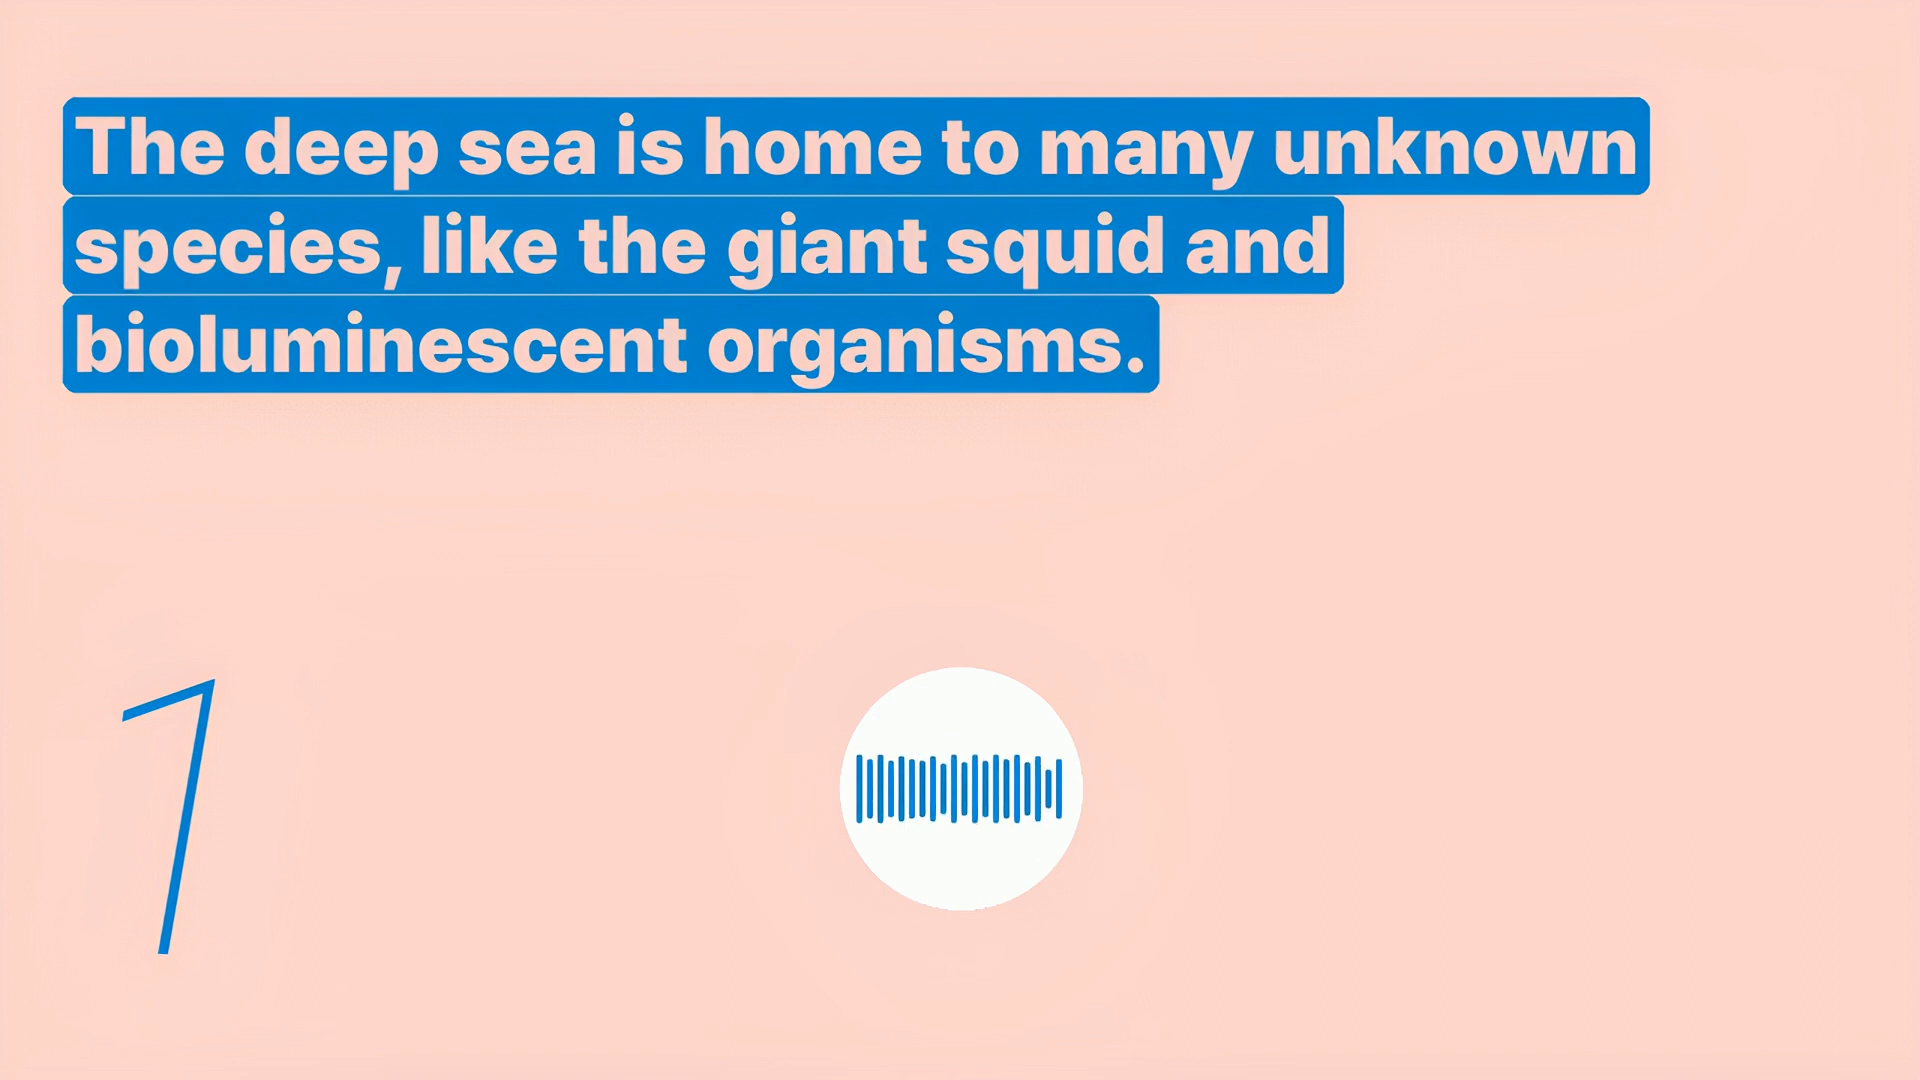 The deep sea is home to many unknown
species, like the giant squid and
bioluminescent organisms.
1